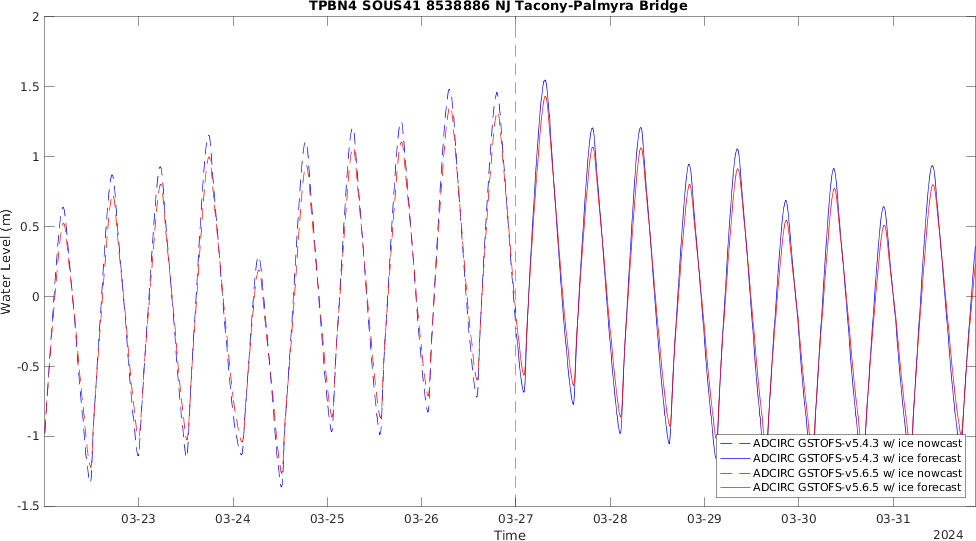 TPBN4 SOUS41 8538886 NJ Tacony-Palmyra Bridge
2
1.5
1
0.5
0
-0.5
-1
-1.5
Water Level (m)
ADCIRC GSTOFS-v5.4.3 w/ ice nowcast
ADCIRC GSTOFS-v5.4.3 w/ ice forecast
ADCIRC GSTOFS-v5.6.5 w/ ice nowcast
ADCIRC GSTOFS-v5.6.5 w/ ice forecast
03-23 03-24 03-25 03-26 03-27 03-28 03-29 03-30 03-31
Time
2024